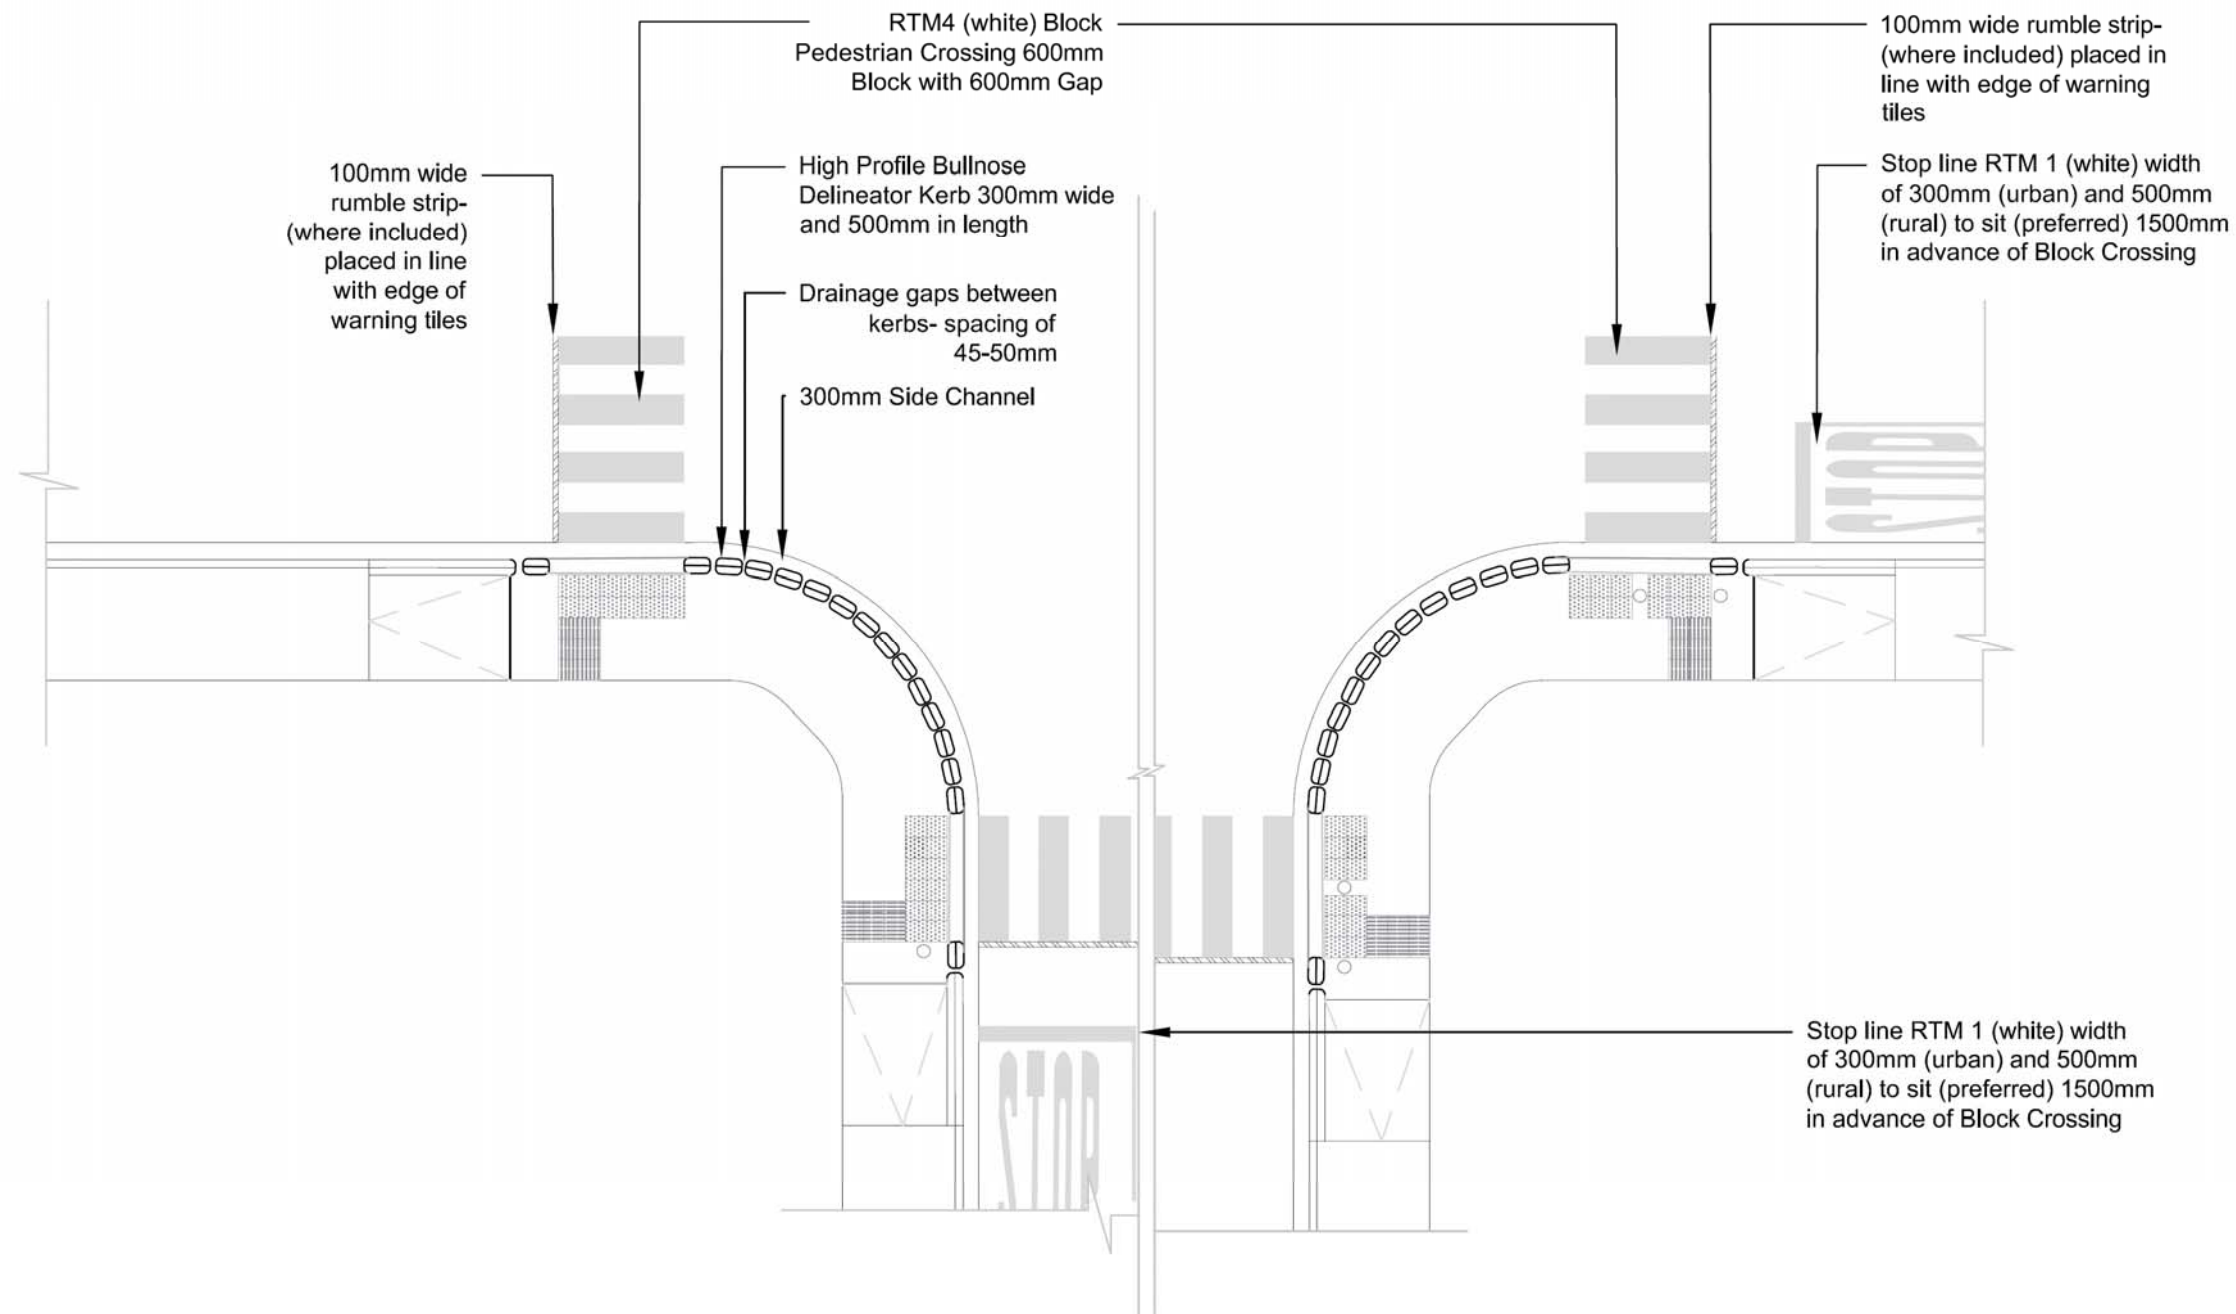 RTM4 (white) Block
Pedestrian Crossing 600mm
Block with 600mm Gap
100mm wide rumble strip-
(where included) placed in
line with edge of warning
tiles
100mm wide
rumble strip-
(where included)
placed in line
with edge of
warning tiles
High Profile Bullnose
Delineator Kerb 300mm wide
and 500mm in length
Stop line RTM 1 (white) width
of 300mm (urban) and 500mm
(rural) to sit (preferred) 1500mm
in advance of Block Crossing
Drainage gaps between
kerbs- spacing of
45-50mm
300mm Side Channel
STOP
STOP
Stop line RTM 1 (white) width
of 300mm (urban) and 500mm
(rural) to sit (preferred) 1500mm
in advance of Block Crossing